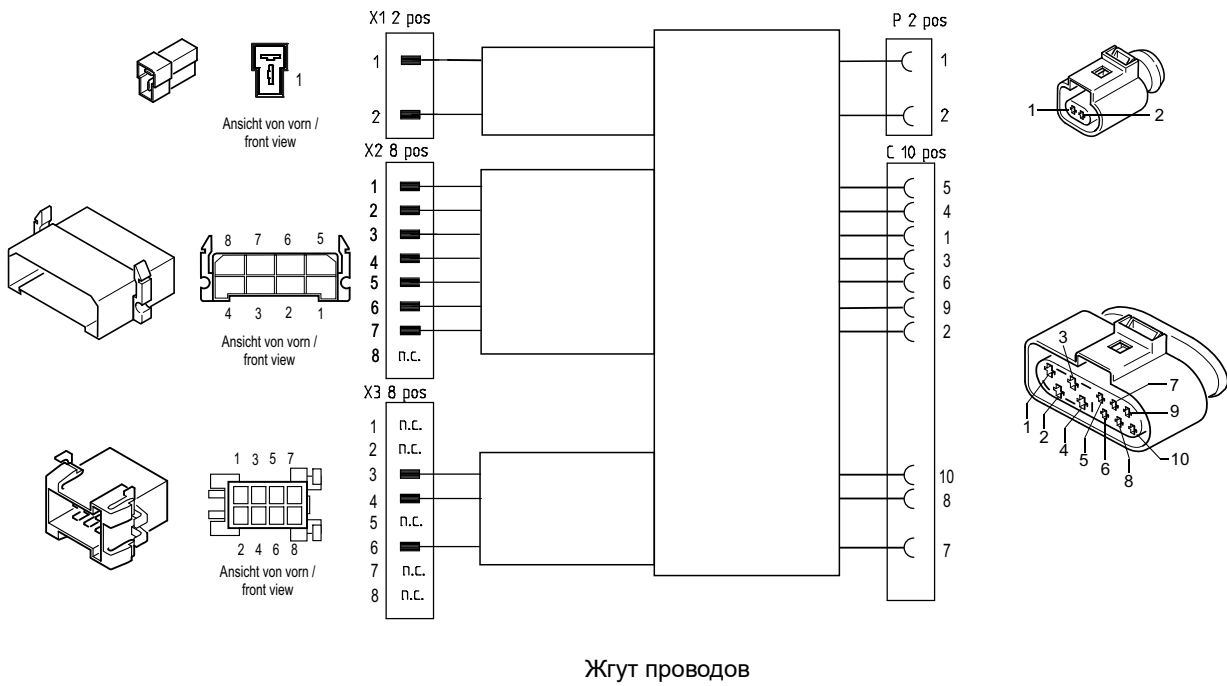 X1 2 pos
P 2 pos
1
2
1
2
1
Ansicht von vorn /
front view
1 2
X2 8 pos
1
2
3
4
5
6
7
8 n.c.
C 10 pos
5
4
1
3
6
9
2
10
8
7
8 7 6 5
4 3 2 1
Ansicht von vorn /
front view
X3 8 pos
1 n.c.
2 n.c.
3
4
5 n.c.
6
7 n.c.
8 n.c.
1 3 5 7
2 4 6 8
Ansicht von vorn /
front view
3
7
9
1 2 4 5 6 8 10
Жгут проводов